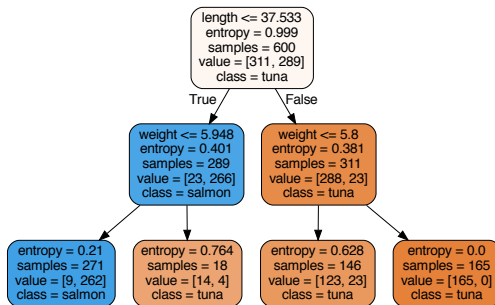 length <= 37.533
entropy = 0.999
samples = 600
value = [311, 289]
class = tuna
True
False
weight <= 5.948
entropy = 0.401
samples = 289
value = [23, 266]
class = salmon
weight <= 5.8
entropy = 0.381
samples = 311
value = [288, 23]
class = tuna
entropy = 0.21
samples = 271
value = [9, 262]
class = salmon
entropy = 0.764
samples = 18
value = [14, 4]
class = tuna
entropy = 0.628
samples = 146
value = [123, 23]
class = tuna
entropy = 0.0
samples = 165
value = [165, 0]
class = tuna